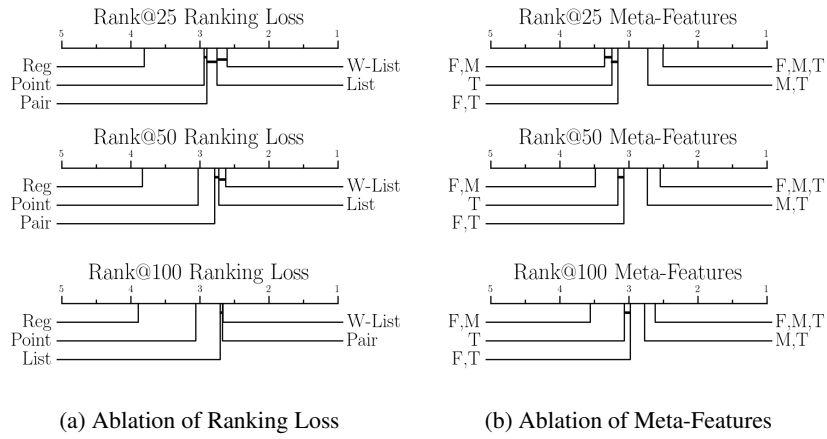 Rank@25 Ranking Loss
5 4 3 2 1
Reg W-List
Point List
Pair
Rank@50 Ranking Loss
5 4 3 2 1
Reg W-List
Point List
Pair
Rank@100 Ranking Loss
5 4 3 2 1
Reg W-List
Point Pair
List
(a) Ablation of Ranking Loss
Rank@25 Meta-Features
5 4 3 2 1
F,M F,M,T
T M,T
F,T
Rank@50 Meta-Features
5 4 3 2 1
F,M F,M,T
T M,T
F,T
Rank@100 Meta-Features
5 4 3 2 1
F,M F,M,T
T M,T
F,T
(b) Ablation of Meta-Features